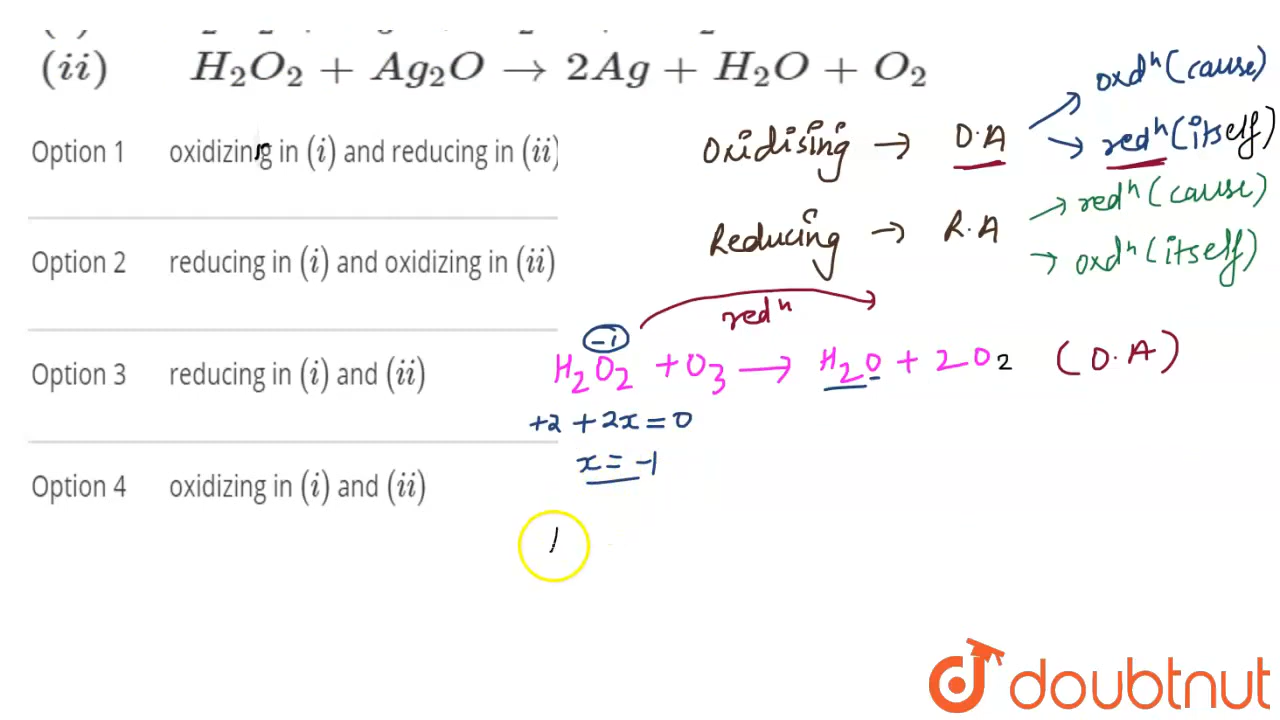 (ii) H₂O₂ + Ag₂O → 2Ag + H₂O + O₂
oxdⁿ (cause)
Oxidising → O.A
redⁿ (itself)
Option 1 oxidizing in (i) and reducing in (ii)
redⁿ (cause)
Reducing → R.A
oxdⁿ (itself)
Option 2 reducing in (i) and oxidizing in (ii)
redⁿ
-1
H₂O₂ + O₃ → H₂O + 2O₂ (O.A)
Option 3 reducing in (i) and (ii)
+2 + 2x = 0
x = -1
Option 4 oxidizing in (i) and (ii)
doubtnut